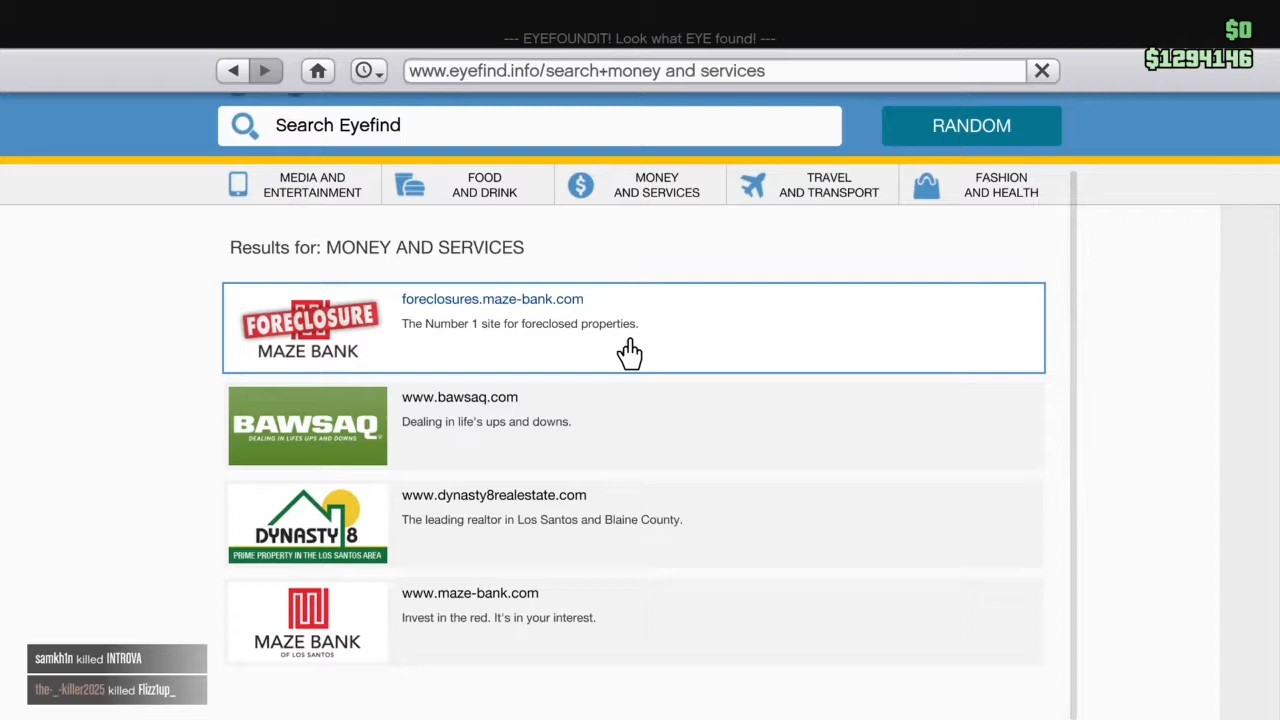 --- EYEFOUNDIT! Look what EYE found! ---
$0
$1294146
www.eyefind.info/search+money and services
Search Eyefind
RANDOM
MEDIA AND
ENTERTAINMENT
FOOD
AND DRINK
MONEY
AND SERVICES
TRAVEL
AND TRANSPORT
FASHION
AND HEALTH
Results for: MONEY AND SERVICES
FORECLOSURE
MAZE BANK
foreclosures.maze-bank.com
The Number 1 site for foreclosed properties.
BAWSAQ
DEALING IN LIFES UPS AND DOWNS
www.bawsaq.com
Dealing in life's ups and downs.
DYNASTY 8
PRIME PROPERTY IN THE LOS SANTOS AREA
www.dynasty8realestate.com
The leading realtor in Los Santos and Blaine County.
MAZE BANK
OF LOS SANTOS
www.maze-bank.com
Invest in the red. It's in your interest.
samkh1n killed INTROVA
the-_-killer2025 killed Flizz1up_